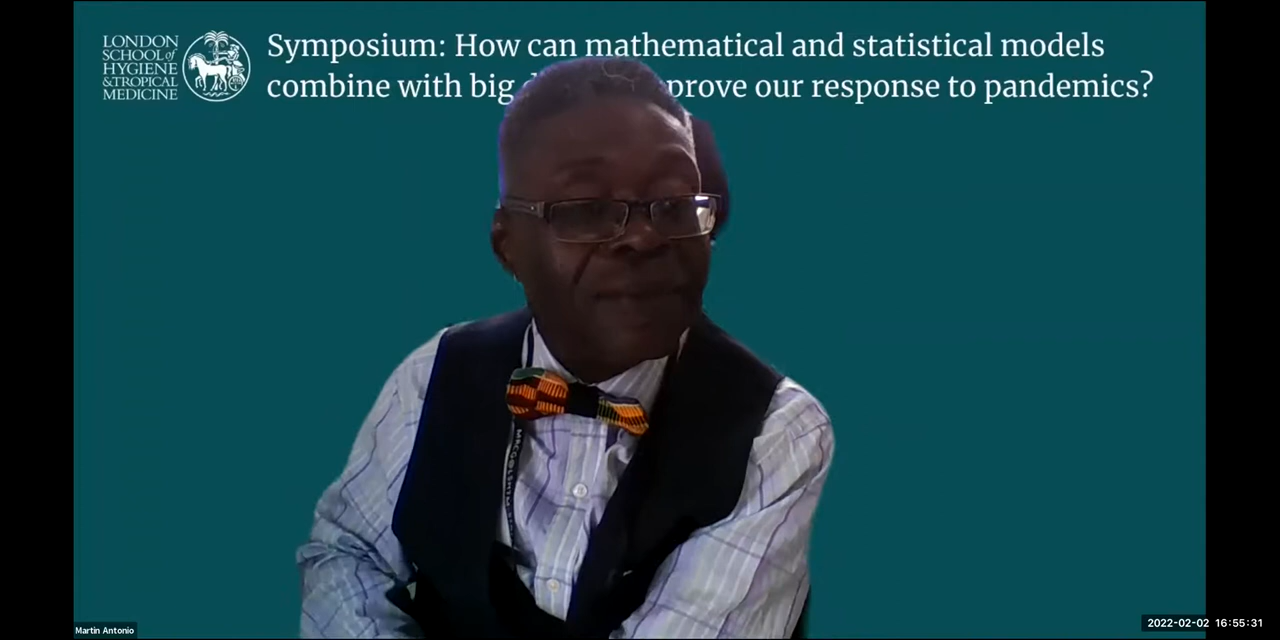 LONDON
SCHOOL of
HYGIENE
& TROPICAL
MEDICINE
Symposium: How can mathematical and statistical models
combine with big prove our response to pandemics?
Martin Antonio
2022-02-02 16:55:31